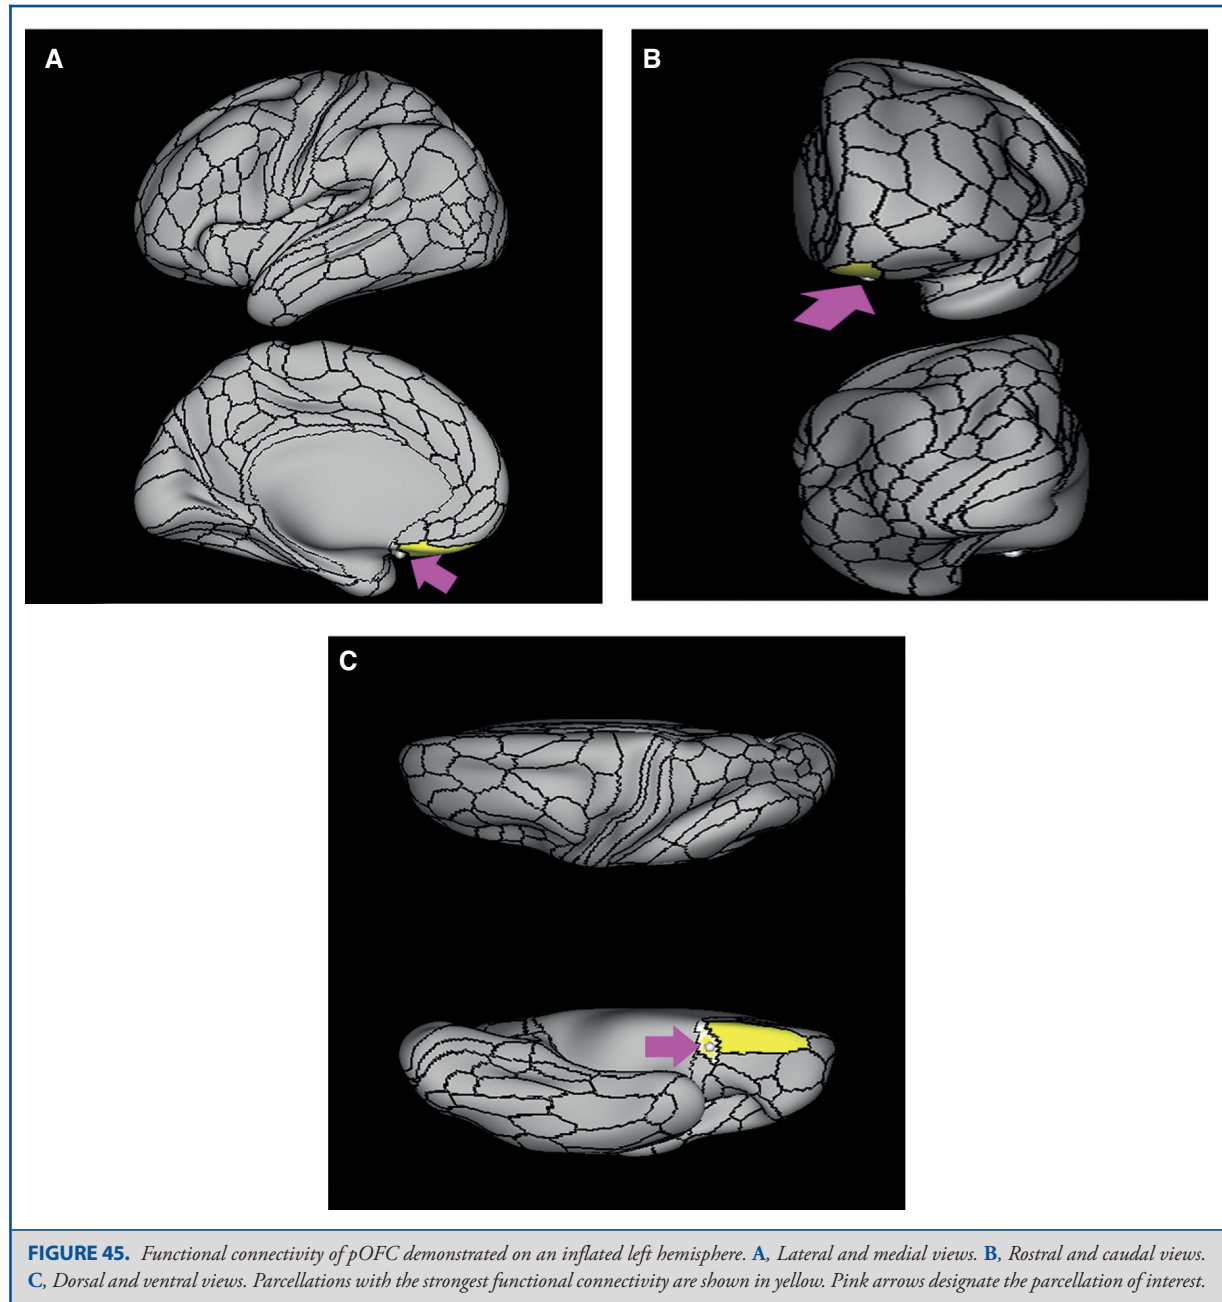 A
B
C
FIGURE 45. Functional connectivity of pOFC demonstrated on an inflated left hemisphere. A, Lateral and medial views. B, Rostral and caudal views.
C, Dorsal and ventral views. Parcellations with the strongest functional connectivity are shown in yellow. Pink arrows designate the parcellation of interest.